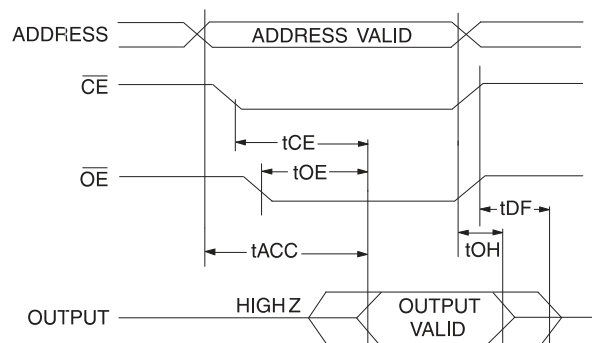 ADDRESS
ADDRESS VALID
CE
tCE
OE
tOE
tDF
tACC
tOH
HIGH Z
OUTPUT
OUTPUT
VALID